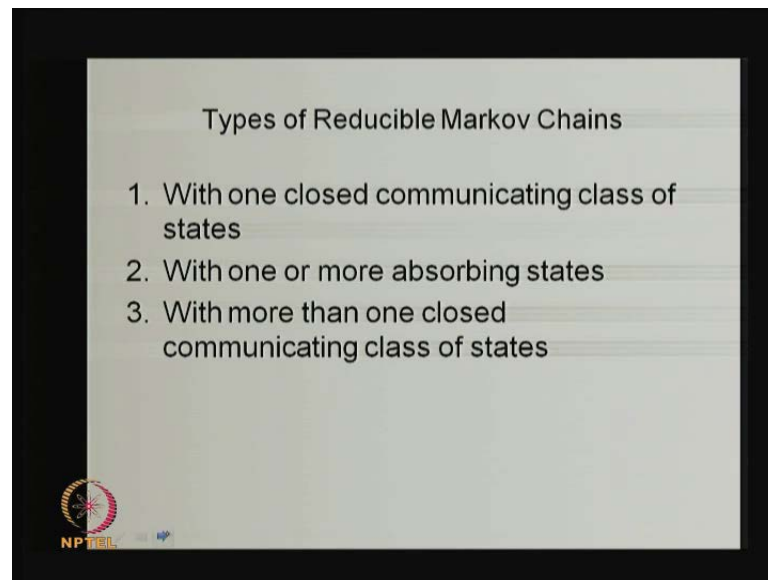 Types of Reducible Markov Chains
1. With one closed communicating class of
states
2. With one or more absorbing states
3. With more than one closed
communicating class of states
NPTEL